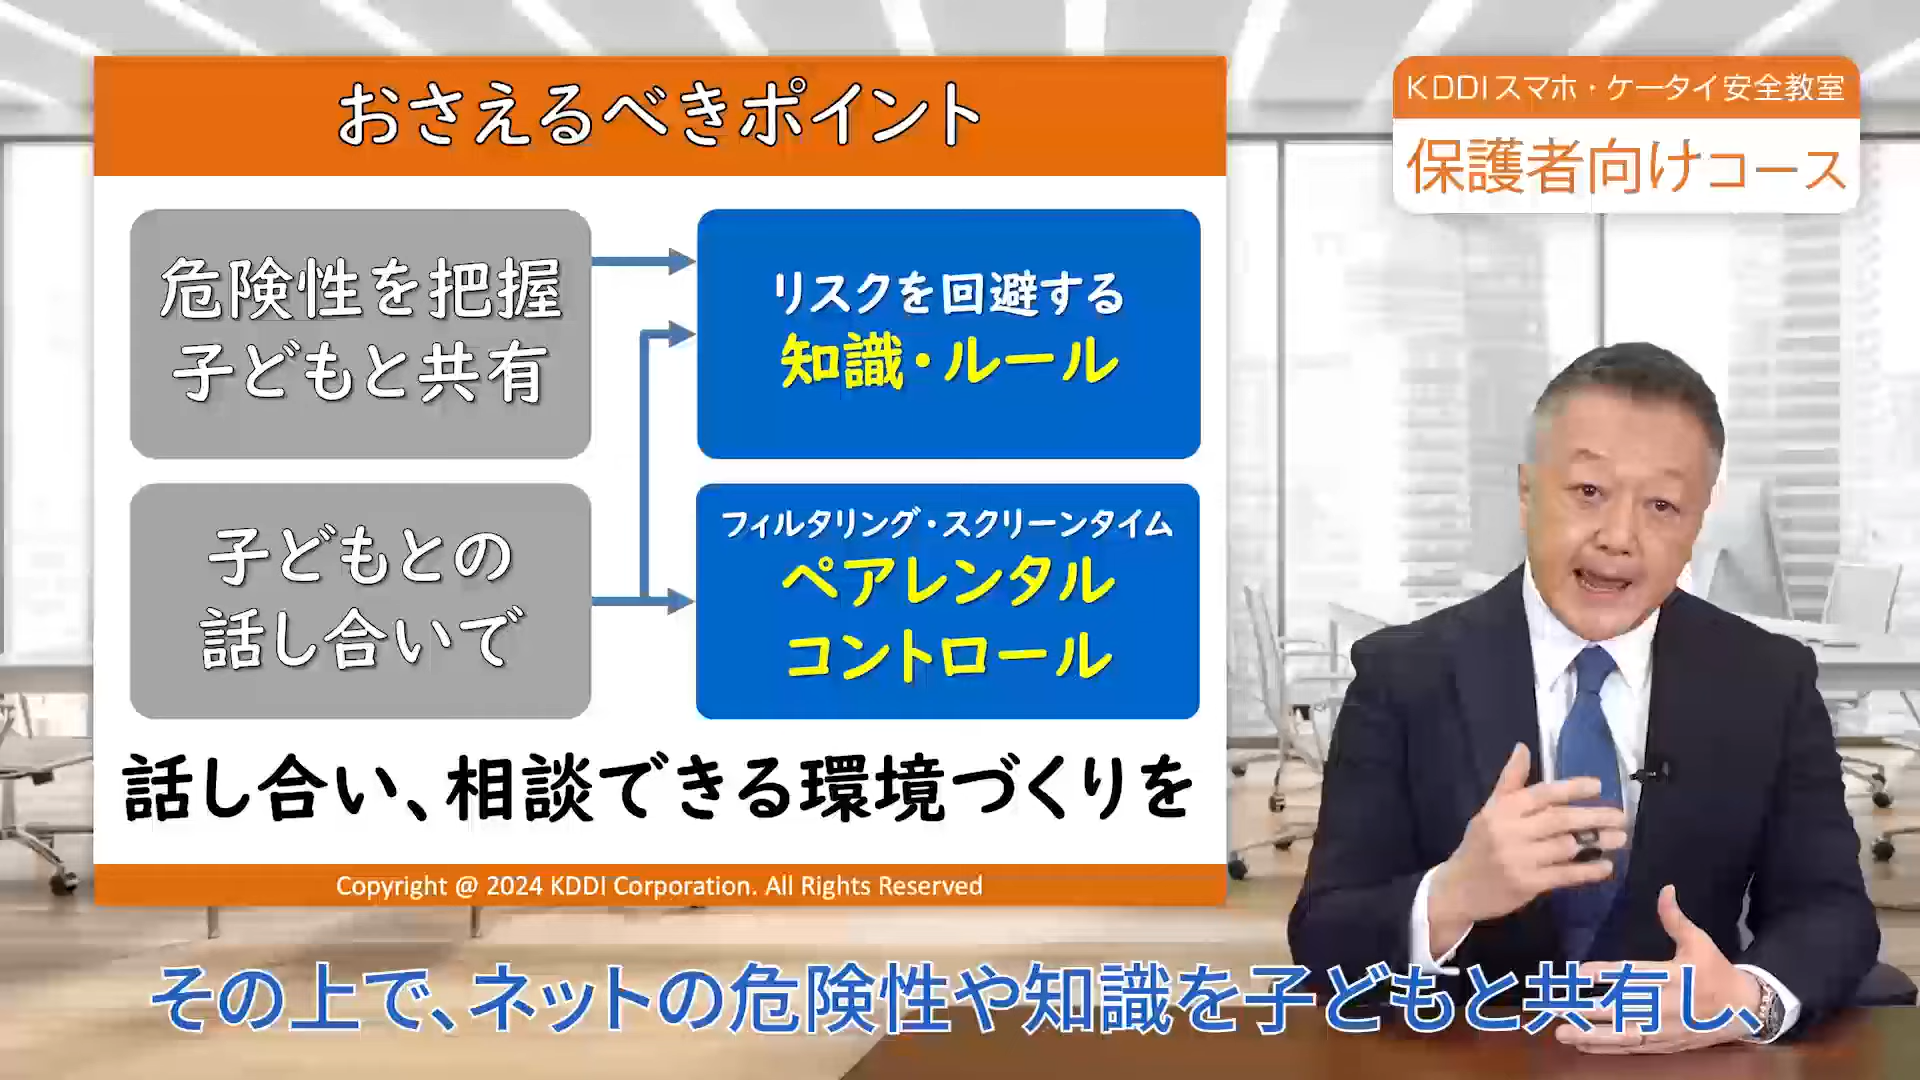 おさえるべきポイント
危険性を把握
子どもと共有
リスクを回避する
知識・ルール
子どもとの
話し合いで
フィルタリング・スクリーンタイム
ペアレンタル
コントロール
話し合い、相談できる環境づくりを
Copyright @ 2024 KDDI Corporation. All Rights Reserved
KDDIスマホ・ケータイ安全教室
保護者向けコース
その上で、ネットの危険性や知識を子どもと共有し、